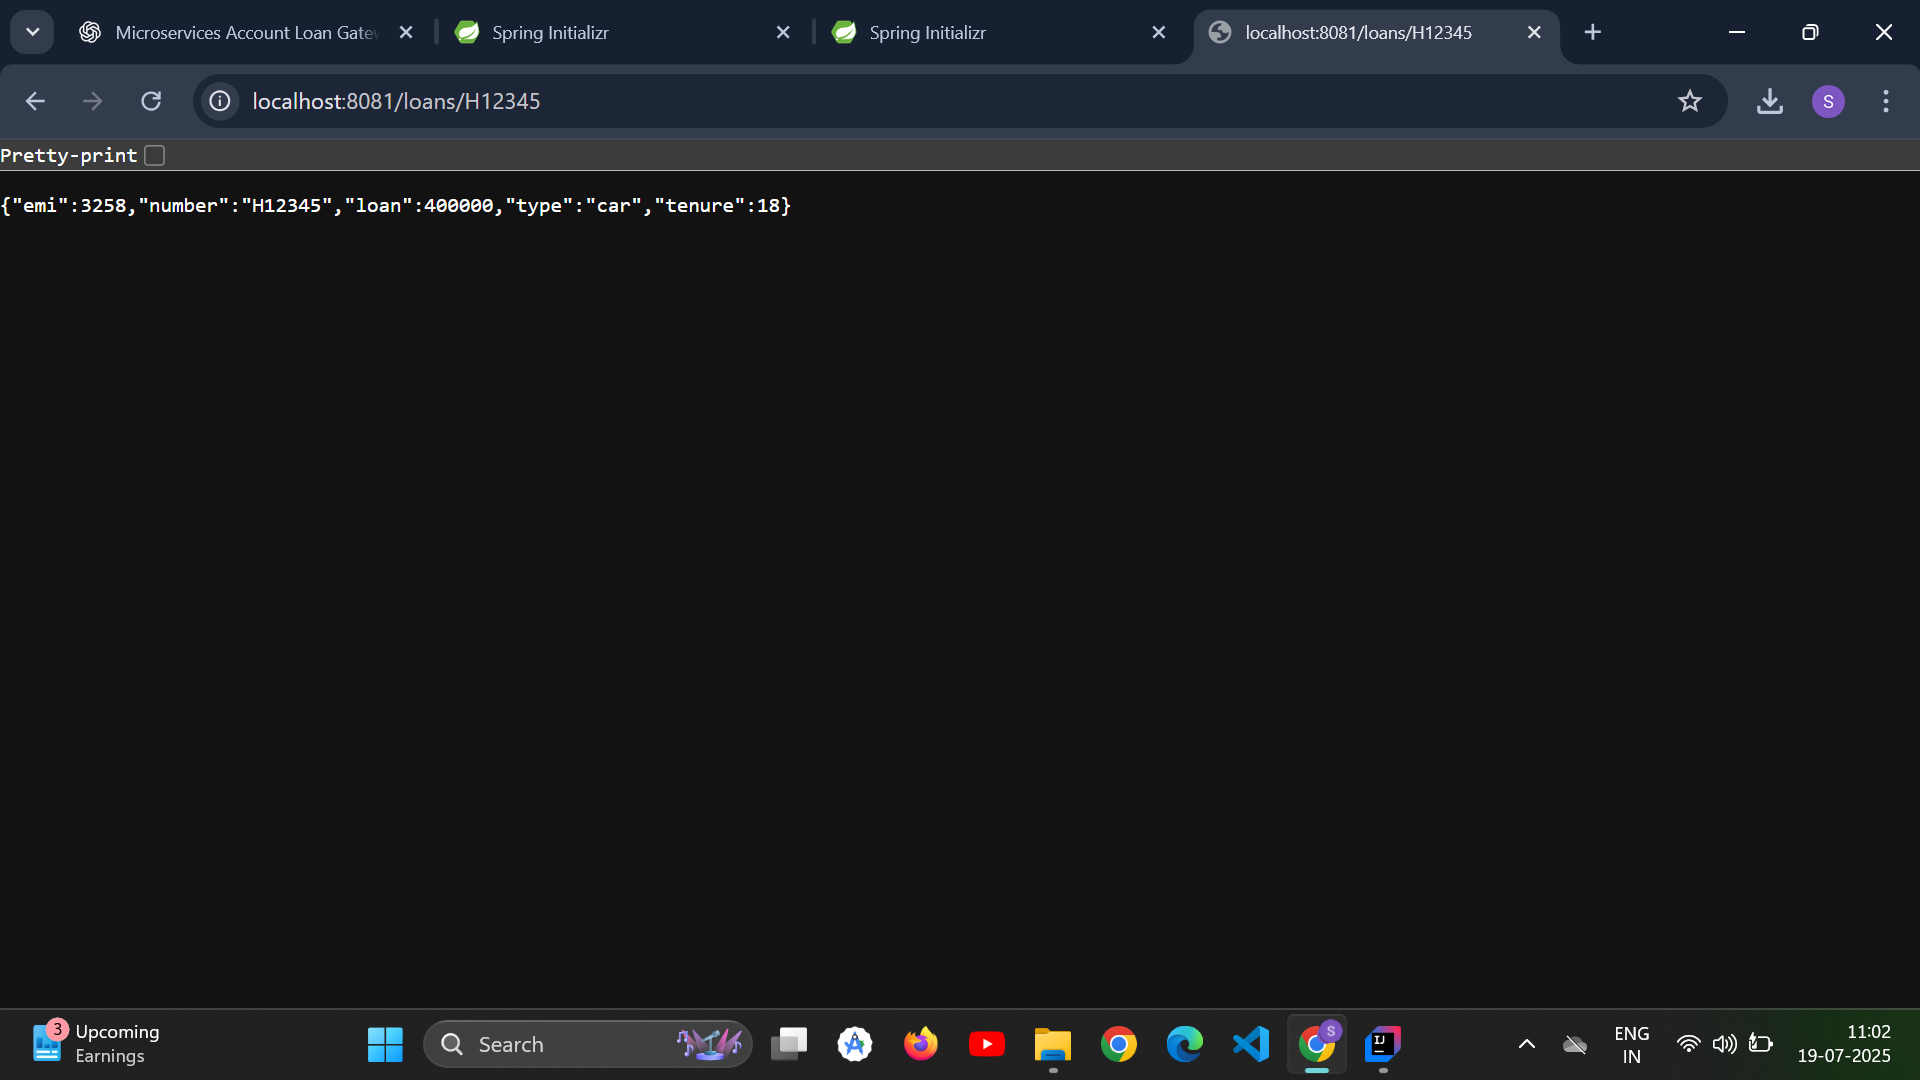 Microservices Account Loan Gatew
Spring Initializr
Spring Initializr
localhost:8081/loans/H12345
localhost:8081/loans/H12345
S
Pretty-print
{"emi":3258,"number":"H12345","loan":400000,"type":"car","tenure":18}
3
Upcoming
Earnings
Search
S
IJ
ENG
IN
11:02
19-07-2025